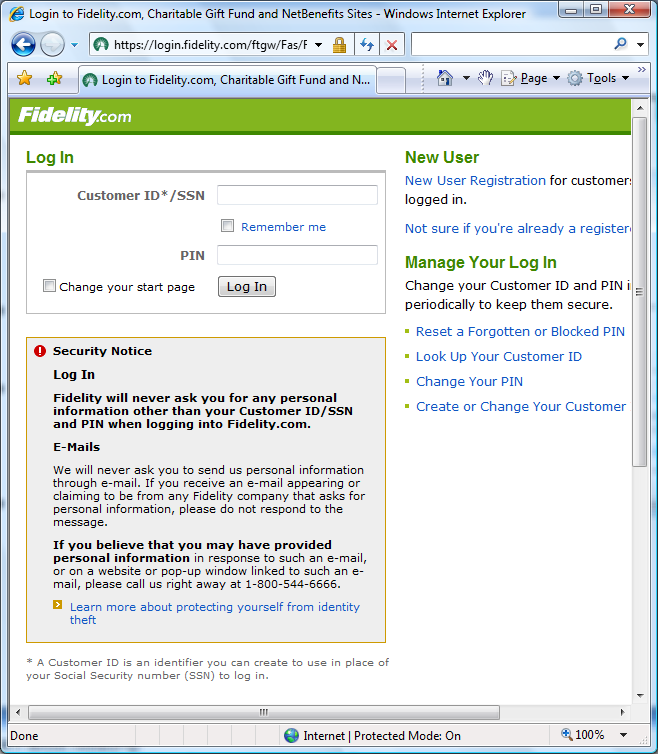 Login to Fidelity.com, Charitable Gift Fund and NetBenefits Sites - Windows Internet Explorer
https://login.fidelity.com/ftgw/Fas/F
Login to Fidelity.com, Charitable Gift Fund and N...
Page
Tools
Fidelity.com
Log In
Customer ID*/SSN
Remember me
PIN
Change your start page
Log In
Security Notice
Log In
Fidelity will never ask you for any personal
information other than your Customer ID/SSN
and PIN when logging into Fidelity.com.
E-Mails
We will never ask you to send us personal information
through e-mail. If you receive an e-mail appearing or
claiming to be from any Fidelity company that asks for
personal information, please do not respond to the
message.
If you believe that you may have provided
personal information in response to such an e-mail,
or on a website or pop-up window linked to such an e-
mail, please call us right away at 1-800-544-6666.
Learn more about protecting yourself from identity
theft
* A Customer ID is an identifier you can create to use in place of
your Social Security number (SSN) to log in.
New User
New User Registration for customers
logged in.
Not sure if you're already a registere
Manage Your Log In
Change your Customer ID and PIN i
periodically to keep them secure.
Reset a Forgotten or Blocked PIN
Look Up Your Customer ID
Change Your PIN
Create or Change Your Customer
Done
Internet | Protected Mode: On
100%